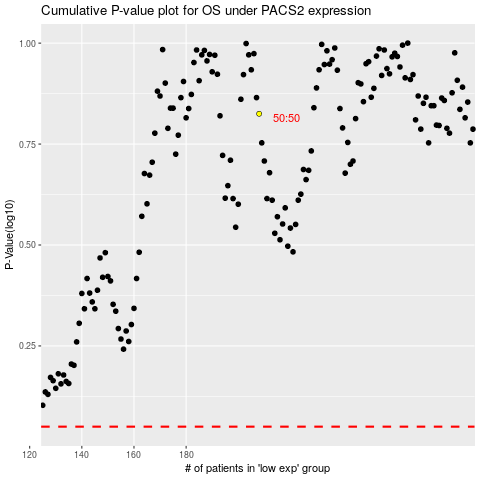 Cumulative P-value plot for OS under PACS2 expression
P-Value(log10)
1.00
0.75
0.50
0.25
50:50
120 140 160 180
# of patients in 'low exp' group